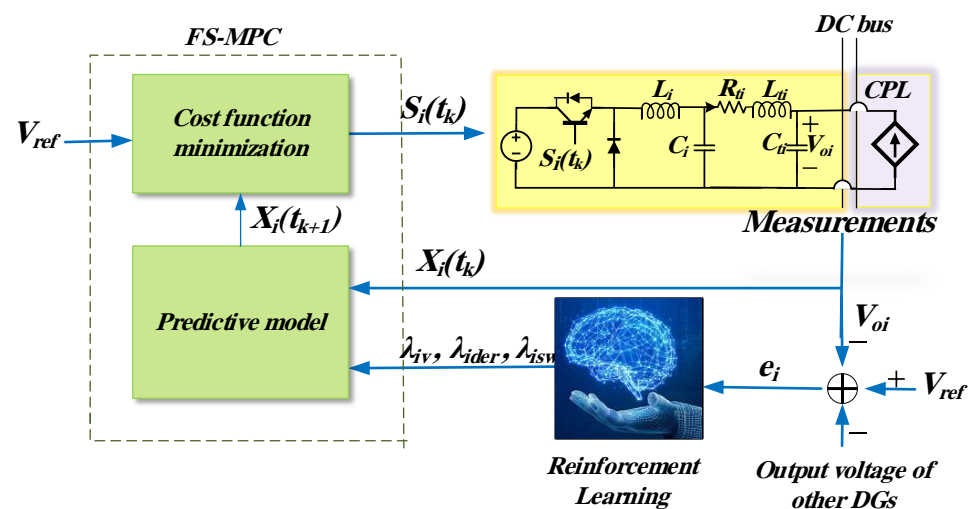 FS-MPC
DC bus
Cost function
minimization
V_ref
S_i(t_k)
L_i
R_ti
L_ti
CPL
S_i(t_k)
C_i
C_ti
+
V_oi
−
Measurements
X_i(t_{k+1})
X_i(t_k)
Predictive model
λ_iv, λ_ider, λ_isw
V_oi
−
e_i
+
V_ref
−
Reinforcement
Learning
Output voltage of
other DGs